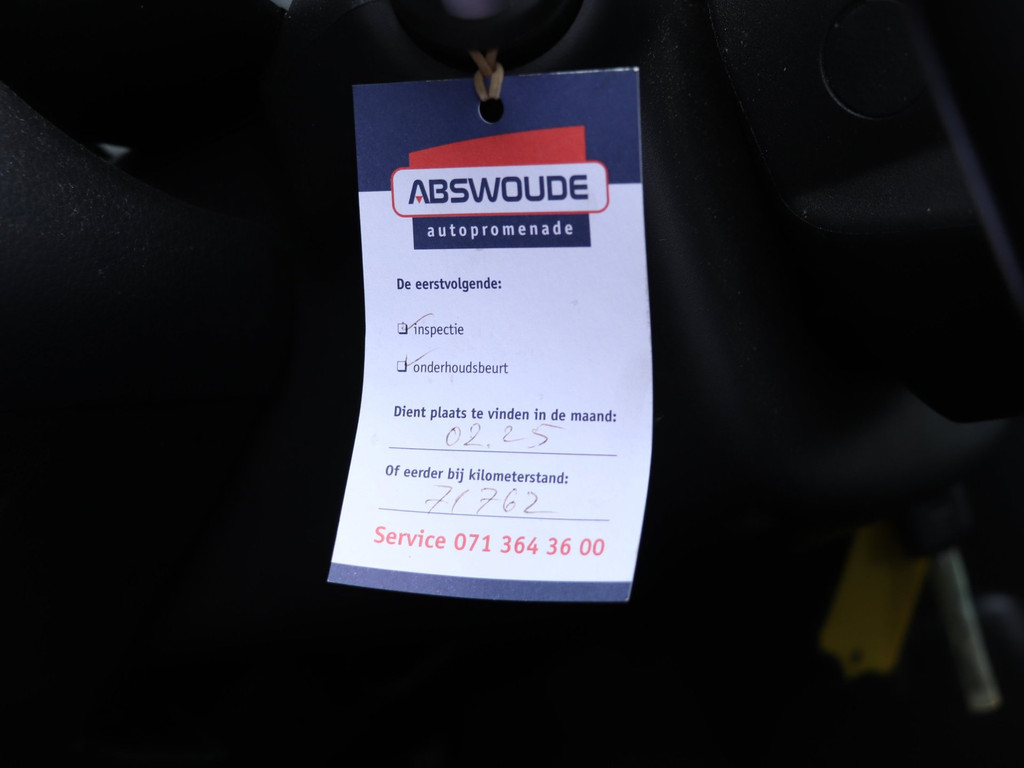 ABSWOUDE
autopromenade
De eerstvolgende:
inspectie
onderhoudsbeurt
Dient plaats te vinden in de maand:
02.25
Of eerder bij kilometerstand:
71762
Service 071 364 36 00